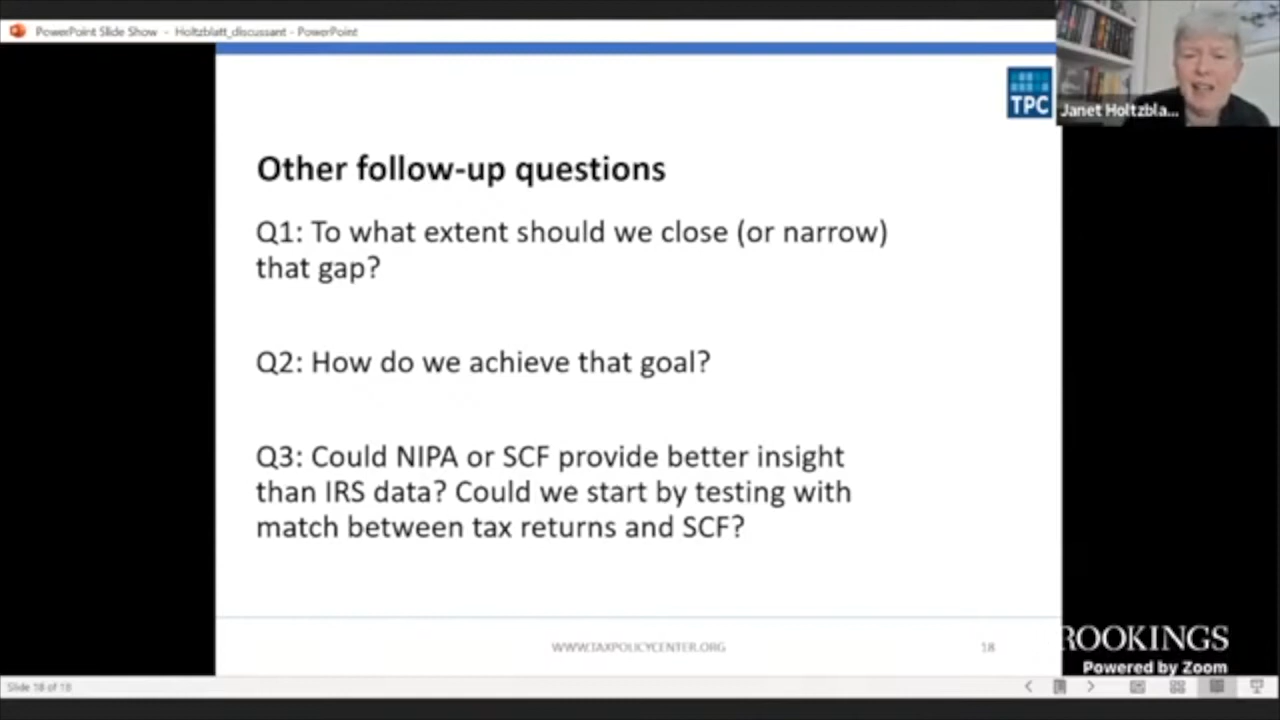 PowerPoint Slide Show - Holtzblatt_discussant - PowerPoint
TPC
Janet Holtzbla...
Other follow-up questions
Q1: To what extent should we close (or narrow)
that gap?
Q2: How do we achieve that goal?
Q3: Could NIPA or SCF provide better insight
than IRS data? Could we start by testing with
match between tax returns and SCF?
WWW.TAXPOLICYCENTER.ORG
18
ROOKINGS
Powered by Zoom
Slide 18 of 18